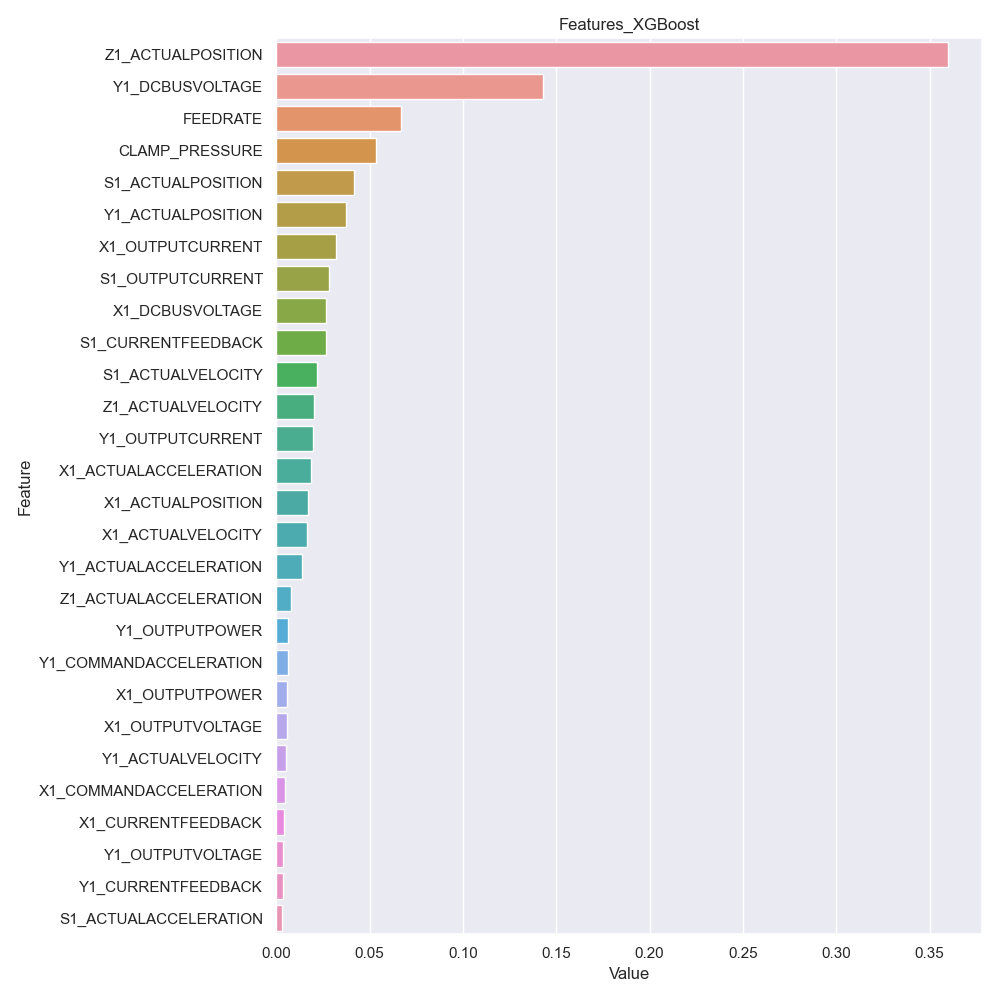 Features_XGBoost
Z1_ACTUALPOSITION
Y1_DCBUSVOLTAGE
FEEDRATE
CLAMP_PRESSURE
S1_ACTUALPOSITION
Y1_ACTUALPOSITION
X1_OUTPUTCURRENT
S1_OUTPUTCURRENT
X1_DCBUSVOLTAGE
S1_CURRENTFEEDBACK
S1_ACTUALVELOCITY
Z1_ACTUALVELOCITY
Y1_OUTPUTCURRENT
X1_ACTUALACCELERATION
X1_ACTUALPOSITION
X1_ACTUALVELOCITY
Y1_ACTUALACCELERATION
Z1_ACTUALACCELERATION
Y1_OUTPUTPOWER
Y1_COMMANDACCELERATION
X1_OUTPUTPOWER
X1_OUTPUTVOLTAGE
Y1_ACTUALVELOCITY
X1_COMMANDACCELERATION
X1_CURRENTFEEDBACK
Y1_OUTPUTVOLTAGE
Y1_CURRENTFEEDBACK
S1_ACTUALACCELERATION
Feature
0.00 0.05 0.10 0.15 0.20 0.25 0.30 0.35
Value